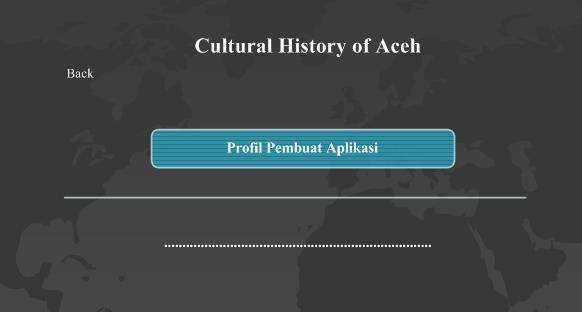 Cultural History of Aceh
Back
Profil Pembuat Aplikasi